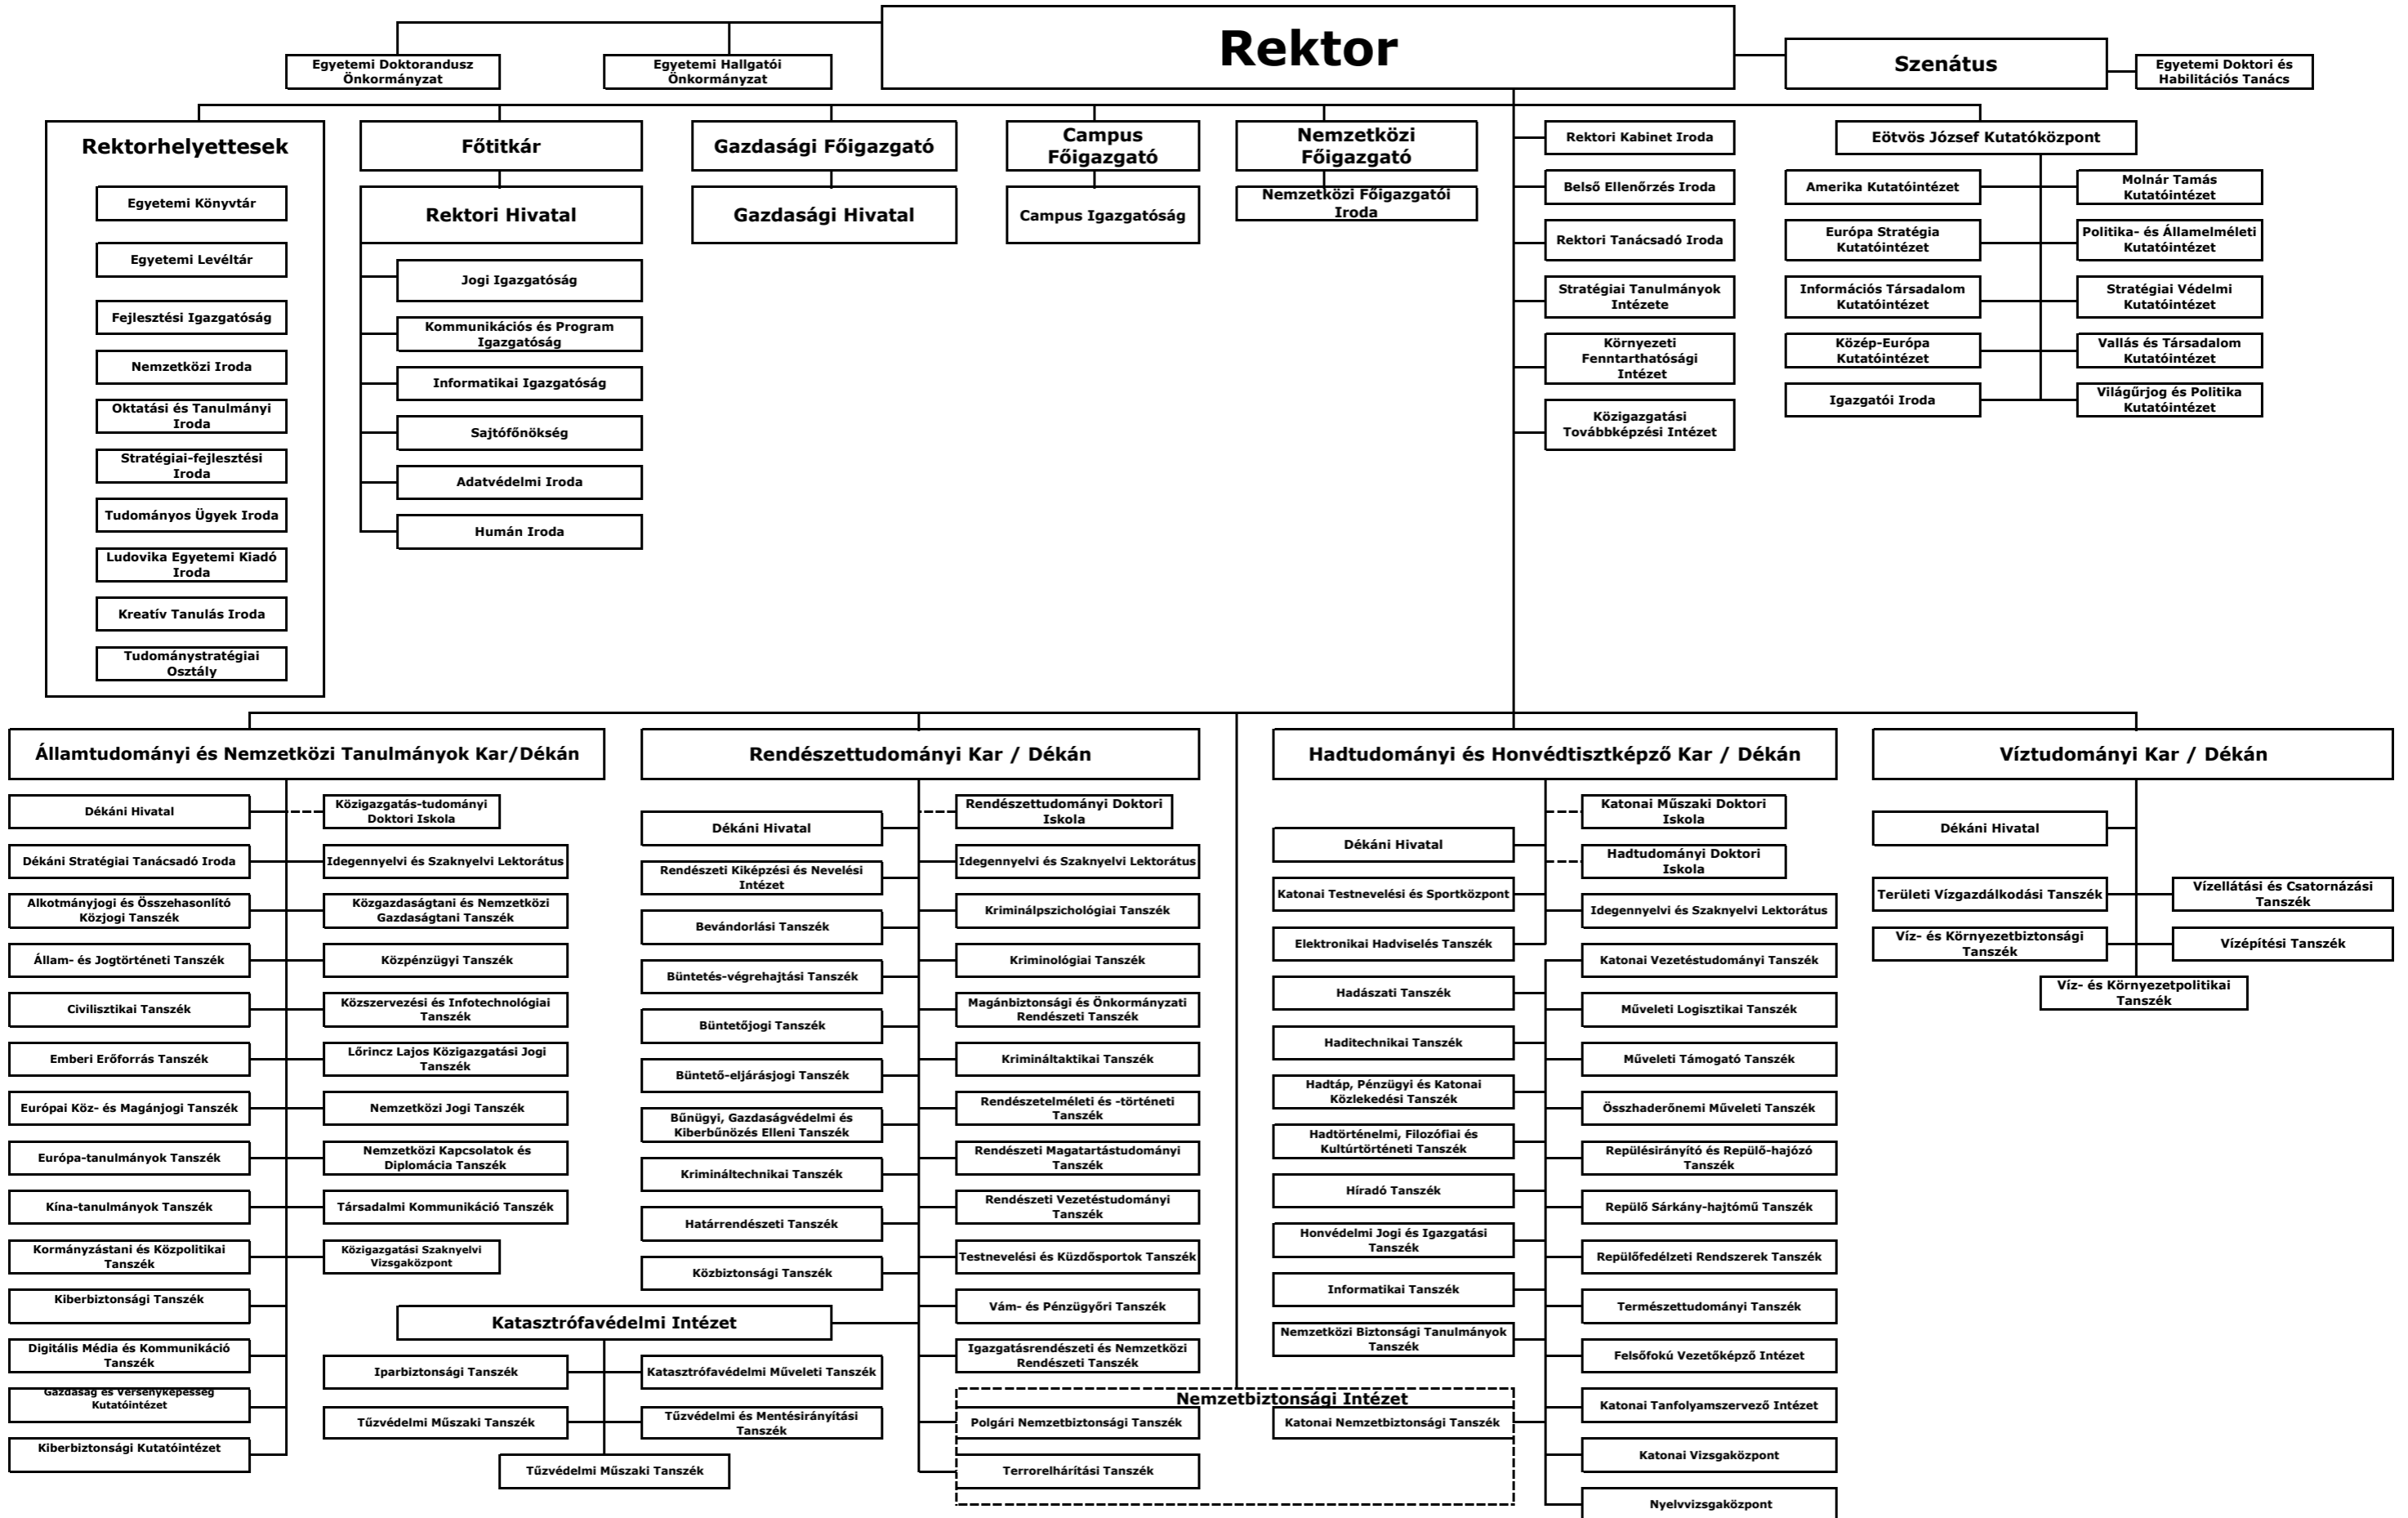 Rektor
Egyetemi Doktorandusz
Önkormányzat
Egyetemi Hallgatói
Önkormányzat
Szenátus
Egyetemi Doktori és
Habilitációs Tanács
Rektorhelyettesek
Egyetemi Könyvtár
Egyetemi Levéltár
Fejlesztési Igazgatóság
Nemzetközi Iroda
Oktatási és Tanulmányi
Iroda
Stratégiai-fejlesztési
Iroda
Tudományos Ügyek Iroda
Ludovika Egyetemi Kiadó
Iroda
Kreatív Tanulás Iroda
Tudománystratégiai
Osztály
Főtitkár
Rektori Hivatal
Jogi Igazgatóság
Kommunikációs és Program
Igazgatóság
Informatikai Igazgatóság
Sajtófőnökség
Adatvédelmi Iroda
Humán Iroda
Gazdasági Főigazgató
Gazdasági Hivatal
Campus
Főigazgató
Campus Igazgatóság
Nemzetközi
Főigazgató
Nemzetközi Főigazgatói
Iroda
Rektori Kabinet Iroda
Belső Ellenőrzés Iroda
Rektori Tanácsadó Iroda
Stratégiai Tanulmányok
Intézete
Környezeti
Fenntarthatósági
Intézet
Közigazgatási
Továbbképzési Intézet
Eötvös József Kutatóközpont
Amerika Kutatóintézet
Európa Stratégia
Kutatóintézet
Információs Társadalom
Kutatóintézet
Közép-Európa
Kutatóintézet
Igazgatói Iroda
Molnár Tamás
Kutatóintézet
Politika- és Államelméleti
Kutatóintézet
Stratégiai Védelmi
Kutatóintézet
Vallás és Társadalom
Kutatóintézet
Világűrjog és Politika
Kutatóintézet
Államtudományi és Nemzetközi Tanulmányok Kar/Dékán
Dékáni Hivatal
Dékáni Stratégiai Tanácsadó Iroda
Alkotmányjogi és Összehasonlító
Közjogi Tanszék
Állam- és Jogtörténeti Tanszék
Civilisztikai Tanszék
Emberi Erőforrás Tanszék
Európai Köz- és Magánjogi Tanszék
Európa-tanulmányok Tanszék
Kína-tanulmányok Tanszék
Kormányzástani és Közpolitikai
Tanszék
Kiberbiztonsági Tanszék
Digitális Média és Kommunikáció
Tanszék
Gazdaság és Versenyképesség
Kutatóintézet
Kiberbiztonsági Kutatóintézet
Közigazgatás-tudományi
Doktori Iskola
Idegennyelvi és Szaknyelvi Lektorátus
Közgazdaságtani és Nemzetközi
Gazdaságtani Tanszék
Közpénzügyi Tanszék
Közszervezési és Infotechnológiai
Tanszék
Lőrincz Lajos Közigazgatási Jogi
Tanszék
Nemzetközi Jogi Tanszék
Nemzetközi Kapcsolatok és
Diplomácia Tanszék
Társadalmi Kommunikáció Tanszék
Közigazgatási Szaknyelvi
Vizsgaközpont
Rendészettudományi Kar / Dékán
Dékáni Hivatal
Rendészeti Kiképzési és Nevelési
Intézet
Bevándorlási Tanszék
Büntetés-végrehajtási Tanszék
Büntetőjogi Tanszék
Büntető-eljárásjogi Tanszék
Bűnügyi, Gazdaságvédelmi és
Kiberbűnözés Elleni Tanszék
Krimináltechnikai Tanszék
Határrendészeti Tanszék
Közbiztonsági Tanszék
Rendészettudományi Doktori
Iskola
Idegennyelvi és Szaknyelvi Lektorátus
Kriminálpszichológiai Tanszék
Kriminológiai Tanszék
Magánbiztonsági és Önkormányzati
Rendészeti Tanszék
Krimináltaktikai Tanszék
Rendészetelméleti és -történeti
Tanszék
Rendészeti Magatartástudományi
Tanszék
Rendészeti Vezetéstudományi
Tanszék
Testnevelési és Küzdősportok Tanszék
Vám- és Pénzügyőri Tanszék
Igazgatásrendészeti és Nemzetközi
Rendészeti Tanszék
Katasztrófavédelmi Intézet
Iparbiztonsági Tanszék
Katasztrófavédelmi Műveleti Tanszék
Tűzvédelmi Műszaki Tanszék
Tűzvédelmi és Mentésirányítási
Tanszék
Tűzvédelmi Műszaki Tanszék
Nemzetbiztonsági Intézet
Polgári Nemzetbiztonsági Tanszék
Katonai Nemzetbiztonsági Tanszék
Terrorelhárítási Tanszék
Hadtudományi és Honvédtisztképző Kar / Dékán
Dékáni Hivatal
Katonai Testnevelési és Sportközpont
Elektronikai Hadviselés Tanszék
Hadászati Tanszék
Haditechnikai Tanszék
Hadtáp, Pénzügyi és Katonai
Közlekedési Tanszék
Hadtörténelmi, Filozófiai és
Kultúrtörténeti Tanszék
Híradó Tanszék
Honvédelmi Jogi és Igazgatási
Tanszék
Informatikai Tanszék
Nemzetközi Biztonsági Tanulmányok
Tanszék
Katonai Műszaki Doktori
Iskola
Hadtudományi Doktori
Iskola
Idegennyelvi és Szaknyelvi Lektorátus
Katonai Vezetéstudományi Tanszék
Műveleti Logisztikai Tanszék
Műveleti Támogató Tanszék
Összhaderőnemi Műveleti Tanszék
Repülésirányító és Repülő-hajózó
Tanszék
Repülő Sárkány-hajtómű Tanszék
Repülőfedélzeti Rendszerek Tanszék
Természettudományi Tanszék
Felsőfokú Vezetőképző Intézet
Katonai Tanfolyamszervező Intézet
Katonai Vizsgaközpont
Nyelvvizsgaközpont
Víztudományi Kar / Dékán
Dékáni Hivatal
Területi Vízgazdálkodási Tanszék
Vízellátási és Csatornázási
Tanszék
Víz- és Környezetbiztonsági
Tanszék
Vízépítési Tanszék
Víz- és Környezetpolitikai
Tanszék